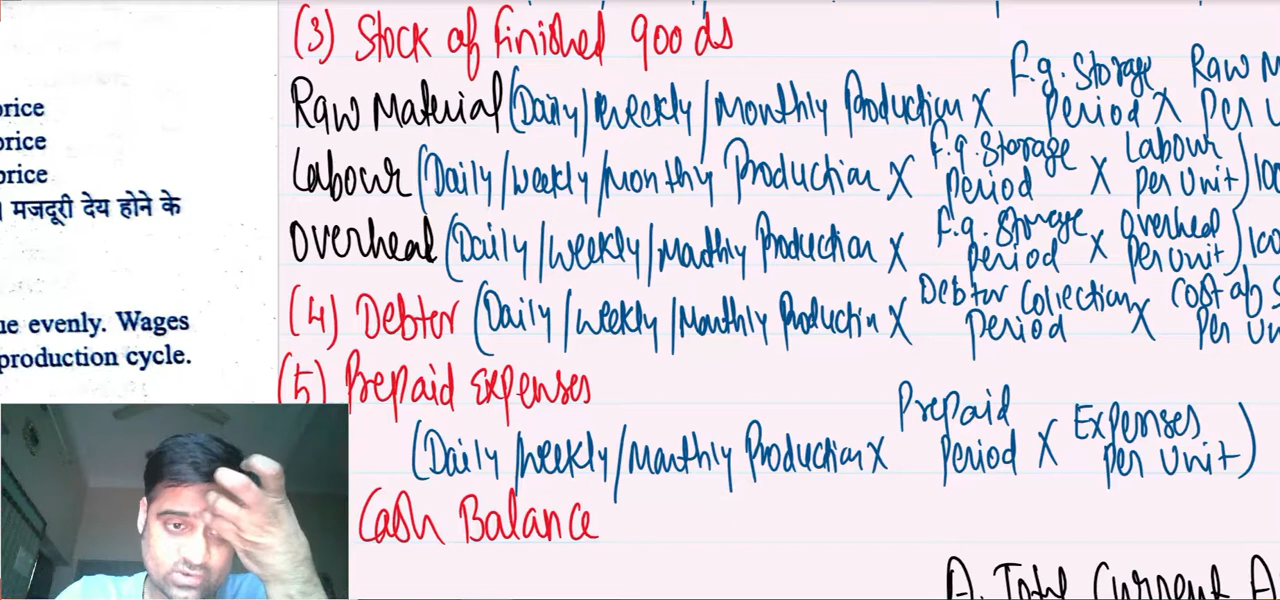 price
price
price
। मजदूरी देय होने के
ue evenly. Wages
production cycle.
(3) Stock of Finished goods
Raw Material (Daily/Weekly/Monthly Production X F.g. Storage Period X Raw M
Per U
Labour (Daily/weekly/monthly Production X F.g. Storage Period X Labour Per Unit) 100
Overhead (Daily/weekly/Monthly Production X F.g. Storage Period X Overhead Per Unit) 100
(4) Debtor (Daily/weekly/Monthly Production X Debtor Collection Period X Cost of S
Per Un
(5) Prepaid Expenses
(Daily/weekly/Monthly Production X Prepaid Period X Expenses Per Unit)
Cash Balance
A. Total Current A